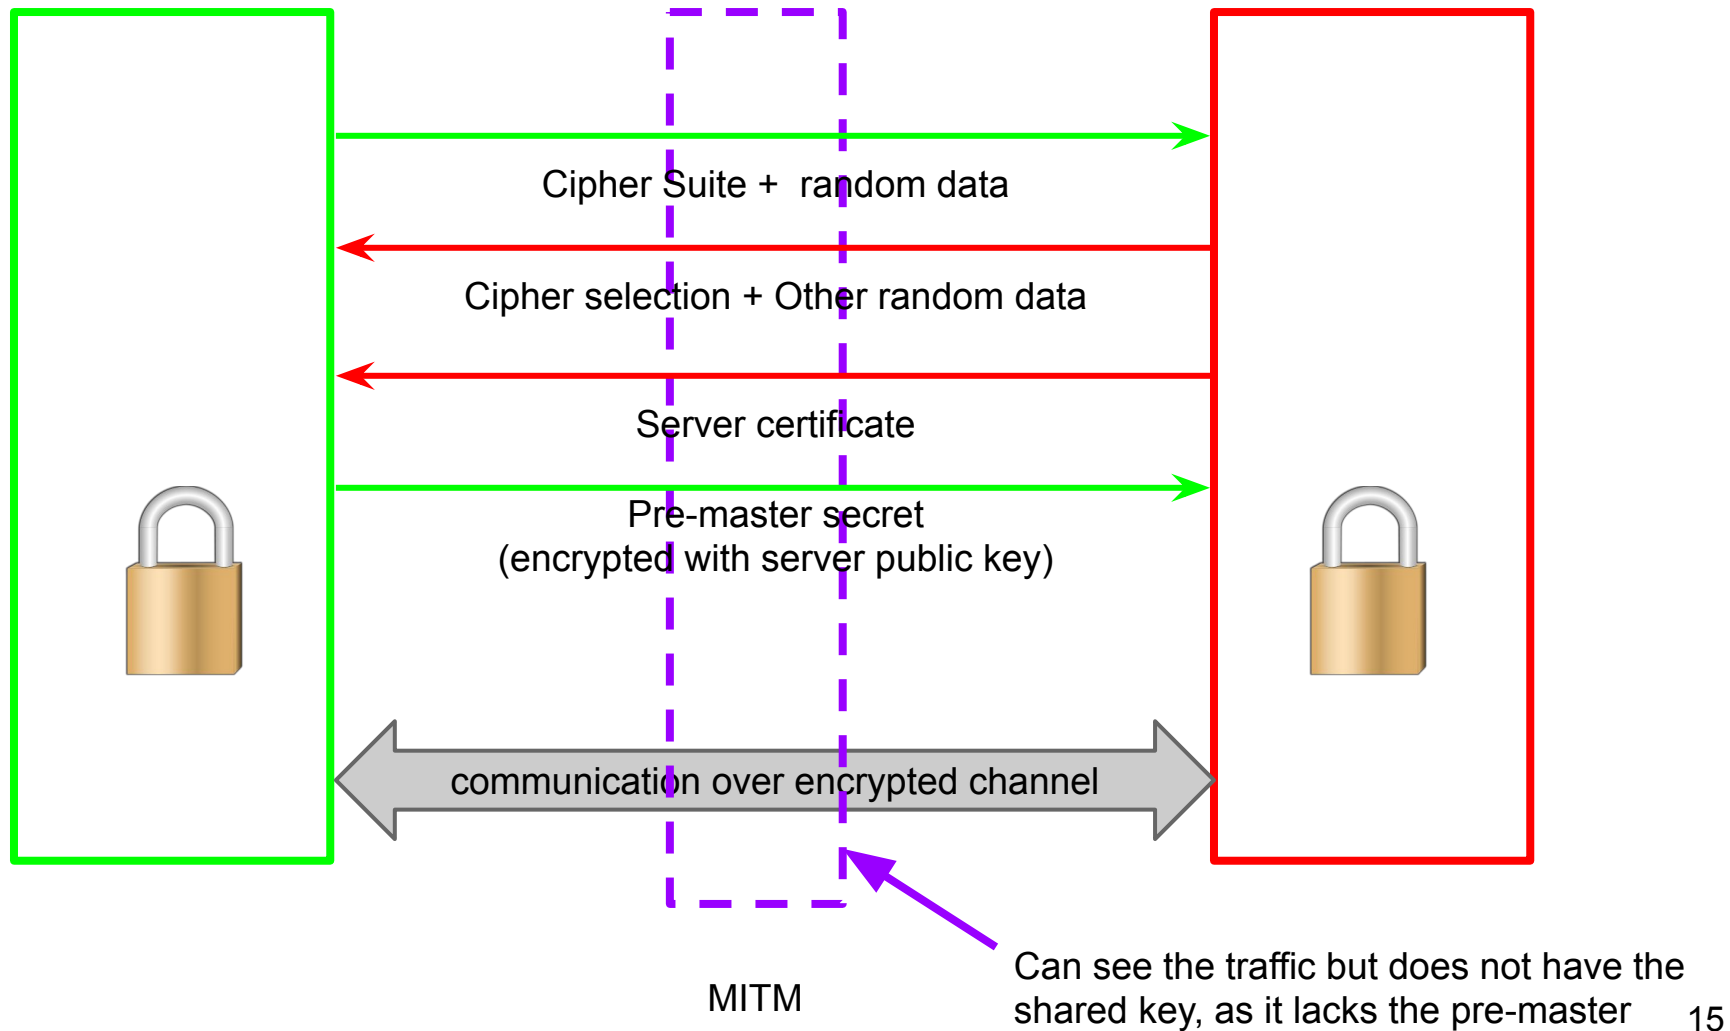 Cipher Suite +  random data
Cipher selection + Other random data
Server certificate
Pre-master secret
(encrypted with server public key)
communication over encrypted channel
Can see the traffic but does not have the
shared key, as it lacks the pre-master
MITM
15